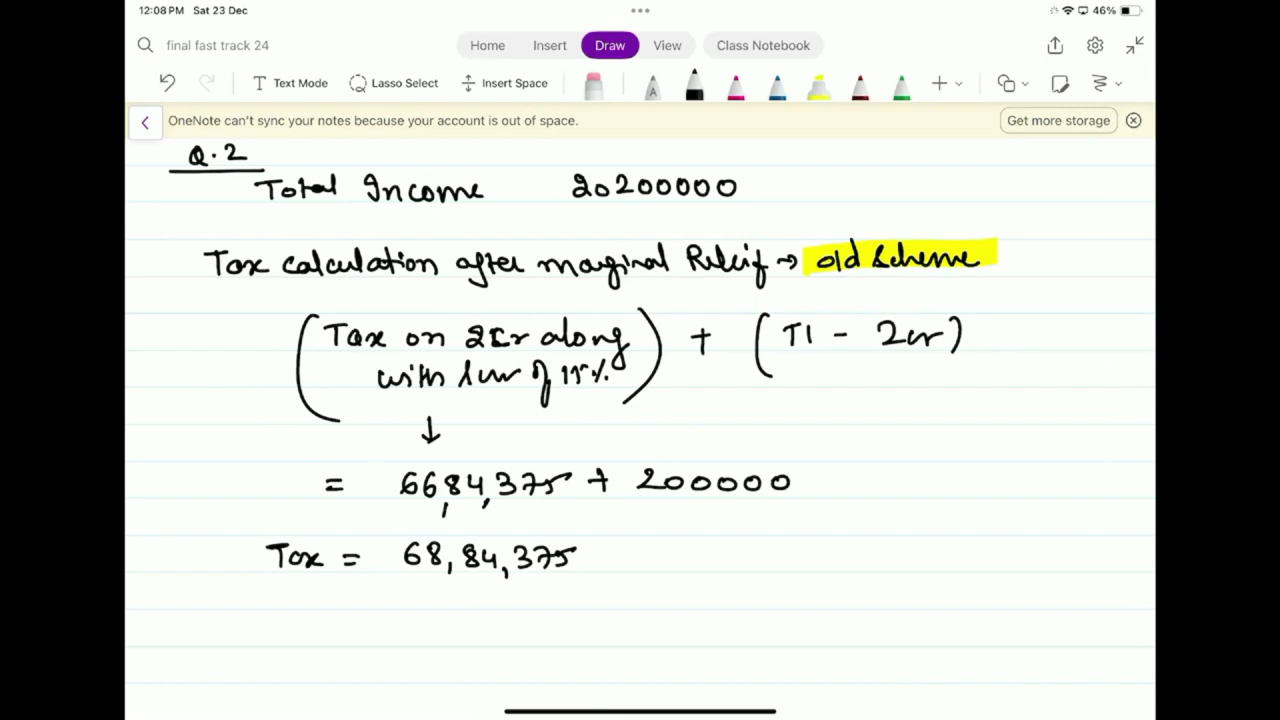 12:08 PM Sat 23 Dec
46%
final fast track 24
Home Insert Draw View Class Notebook
Text Mode Lasso Select Insert Space
OneNote can't sync your notes because your account is out of space. Get more storage
Q.2
Total Income 20200000
Tax calculation after marginal Relief → old scheme
(Tax on 2Cr along with sur of 15%) + (TI - 2cr)
↓
= 66,84,375 + 200000
Tax = 68,84,375